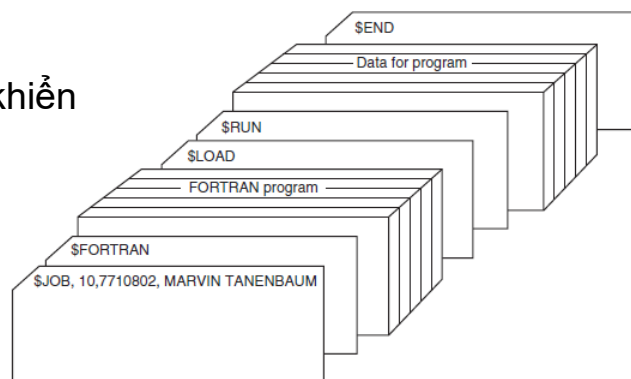 khiển
$END
Data for program
$RUN
$LOAD
FORTRAN program
$FORTRAN
$JOB, 10,7710802, MARVIN TANENBAUM